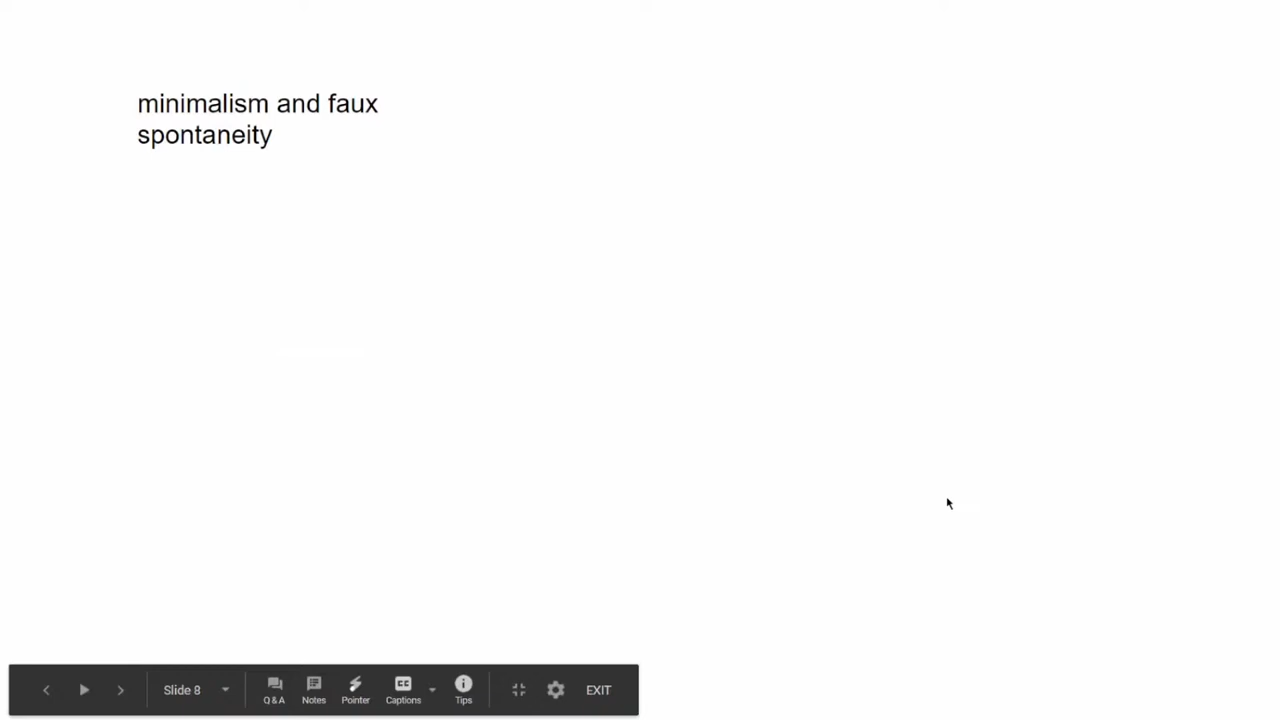 minimalism and faux
spontaneity
Slide 8
Q & A
Notes
Pointer
Captions
Tips
EXIT